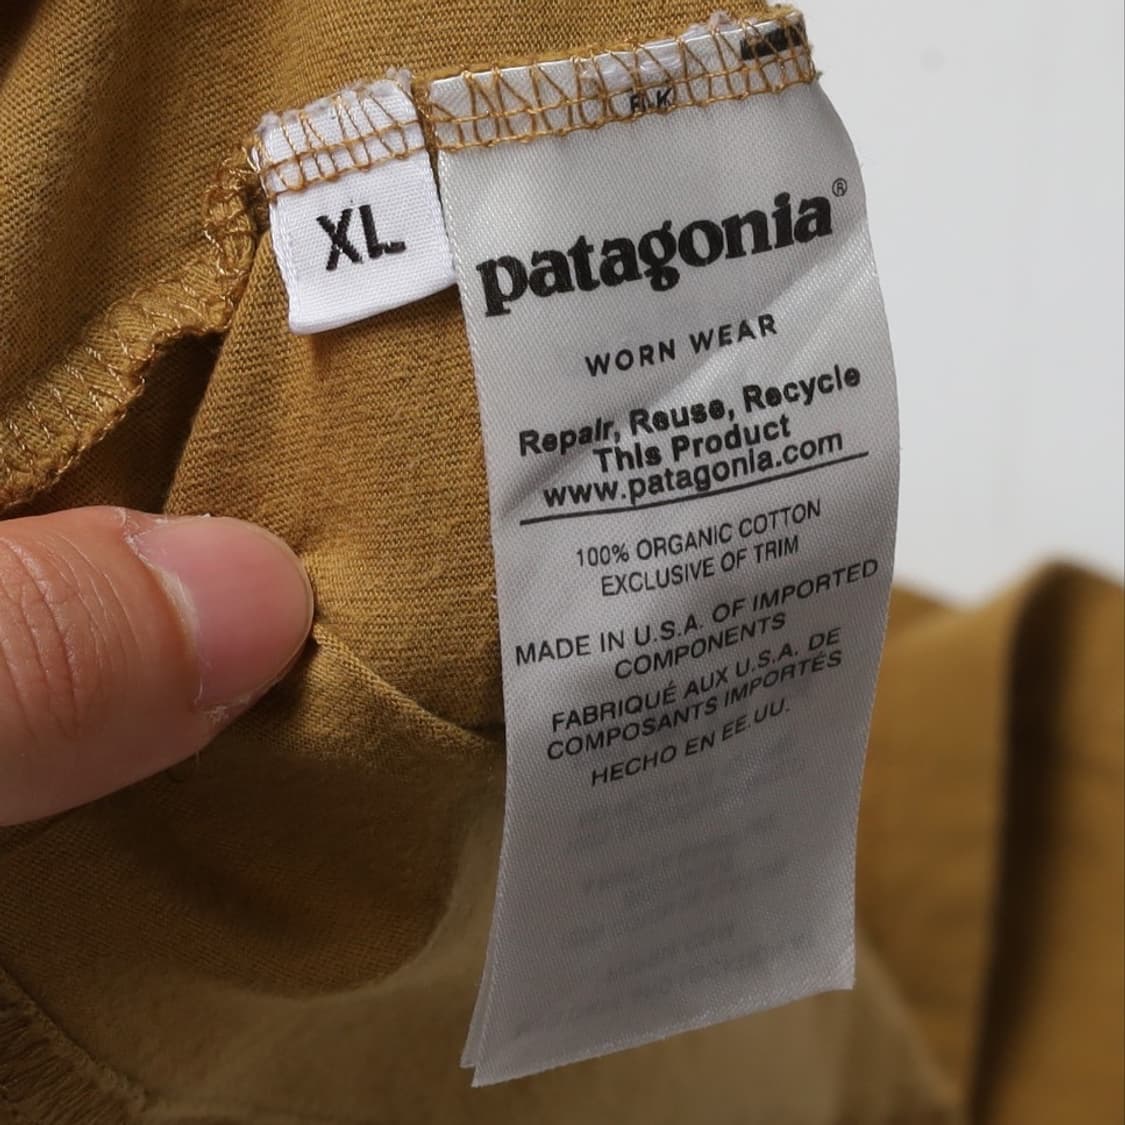 XL
patagonia®
WORN WEAR
Repair, Reuse, Recycle
This Product
www.patagonia.com
100% ORGANIC COTTON
EXCLUSIVE OF TRIM
MADE IN U.S.A. OF IMPORTED
COMPONENTS
FABRIQUÉ AUX U.S.A. DE
COMPOSANTS IMPORTÉS
HECHO EN EE.UU.